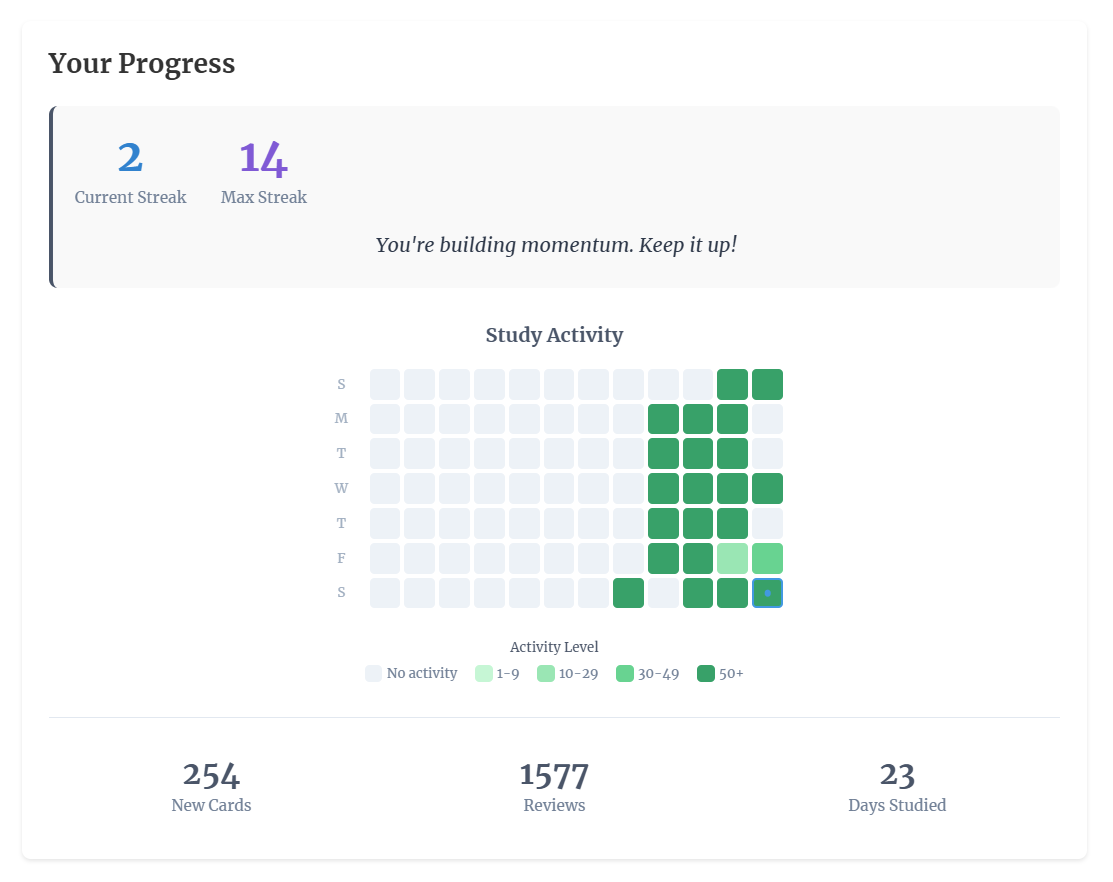 Your Progress
2 14
Current Streak Max Streak
You're building momentum. Keep it up!
Study Activity
S
M
T
W
T
F
S
Activity Level
No activity 1-9 10-29 30-49 50+
254 1577 23
New Cards Reviews Days Studied